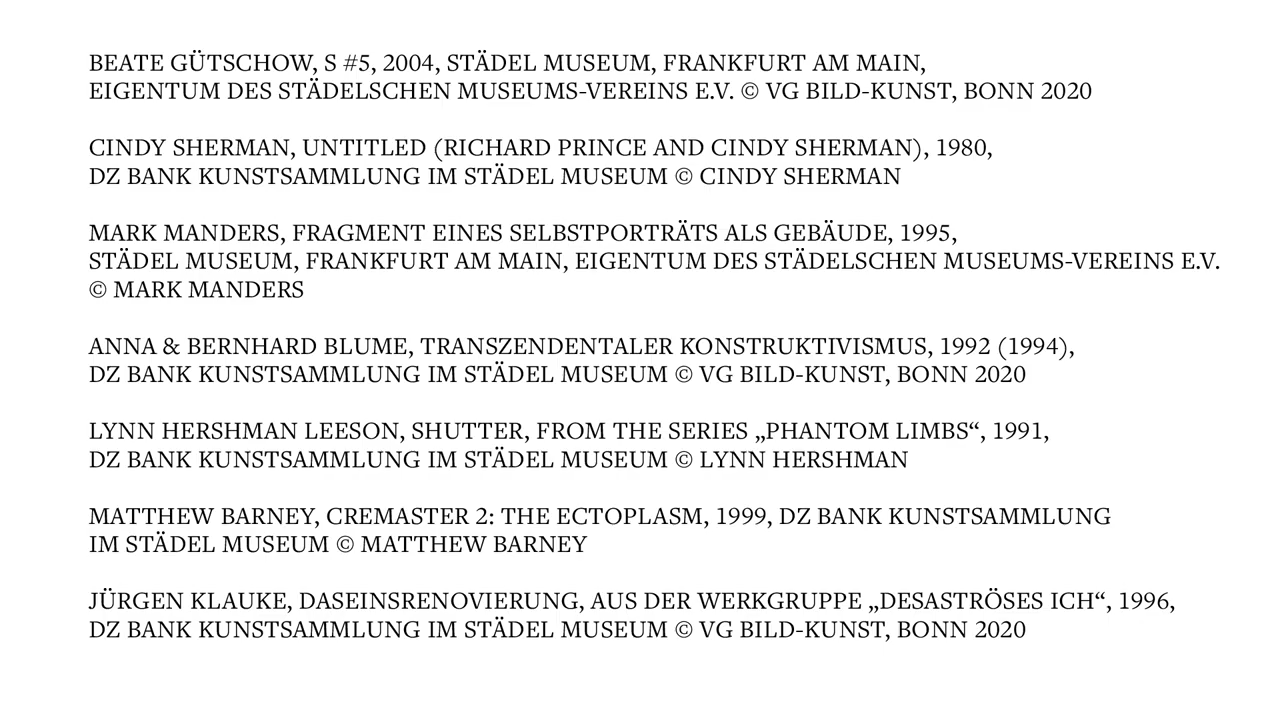 BEATE GÜTSCHOW, S #5, 2004, STÄDEL MUSEUM, FRANKFURT AM MAIN,
EIGENTUM DES STÄDELSCHEN MUSEUMS-VEREINS E.V. © VG BILD-KUNST, BONN 2020
CINDY SHERMAN, UNTITLED (RICHARD PRINCE AND CINDY SHERMAN), 1980,
DZ BANK KUNSTSAMMLUNG IM STÄDEL MUSEUM © CINDY SHERMAN
MARK MANDERS, FRAGMENT EINES SELBSTPORTRÄTS ALS GEBÄUDE, 1995,
STÄDEL MUSEUM, FRANKFURT AM MAIN, EIGENTUM DES STÄDELSCHEN MUSEUMS-VEREINS E.V.
© MARK MANDERS
ANNA & BERNHARD BLUME, TRANSZENDENTALER KONSTRUKTIVISMUS, 1992 (1994),
DZ BANK KUNSTSAMMLUNG IM STÄDEL MUSEUM © VG BILD-KUNST, BONN 2020
LYNN HERSHMAN LEESON, SHUTTER, FROM THE SERIES „PHANTOM LIMBS“, 1991,
DZ BANK KUNSTSAMMLUNG IM STÄDEL MUSEUM © LYNN HERSHMAN
MATTHEW BARNEY, CREMASTER 2: THE ECTOPLASM, 1999, DZ BANK KUNSTSAMMLUNG
IM STÄDEL MUSEUM © MATTHEW BARNEY
JÜRGEN KLAUKE, DASEINSRENOVIERUNG, AUS DER WERKGRUPPE „DESASTRÖSES ICH“, 1996,
DZ BANK KUNSTSAMMLUNG IM STÄDEL MUSEUM © VG BILD-KUNST, BONN 2020